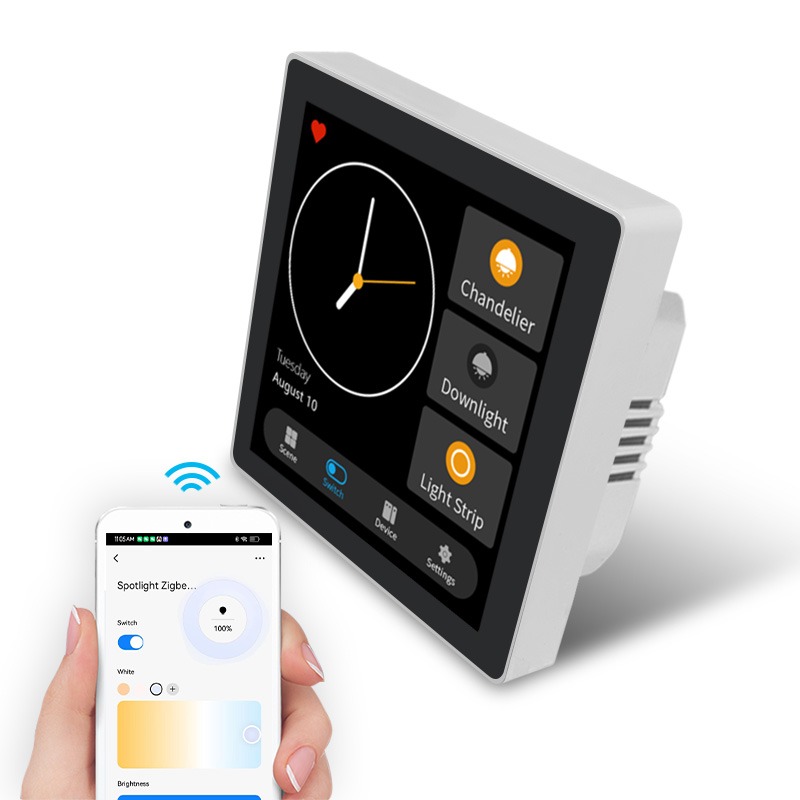 Chandelier
Downlight
Light Strip
Tuesday
August 10
Scene
Switch
Device
Settings
11:05 AM
Spotlight Zigbe...
100%
Switch
White
Brightness